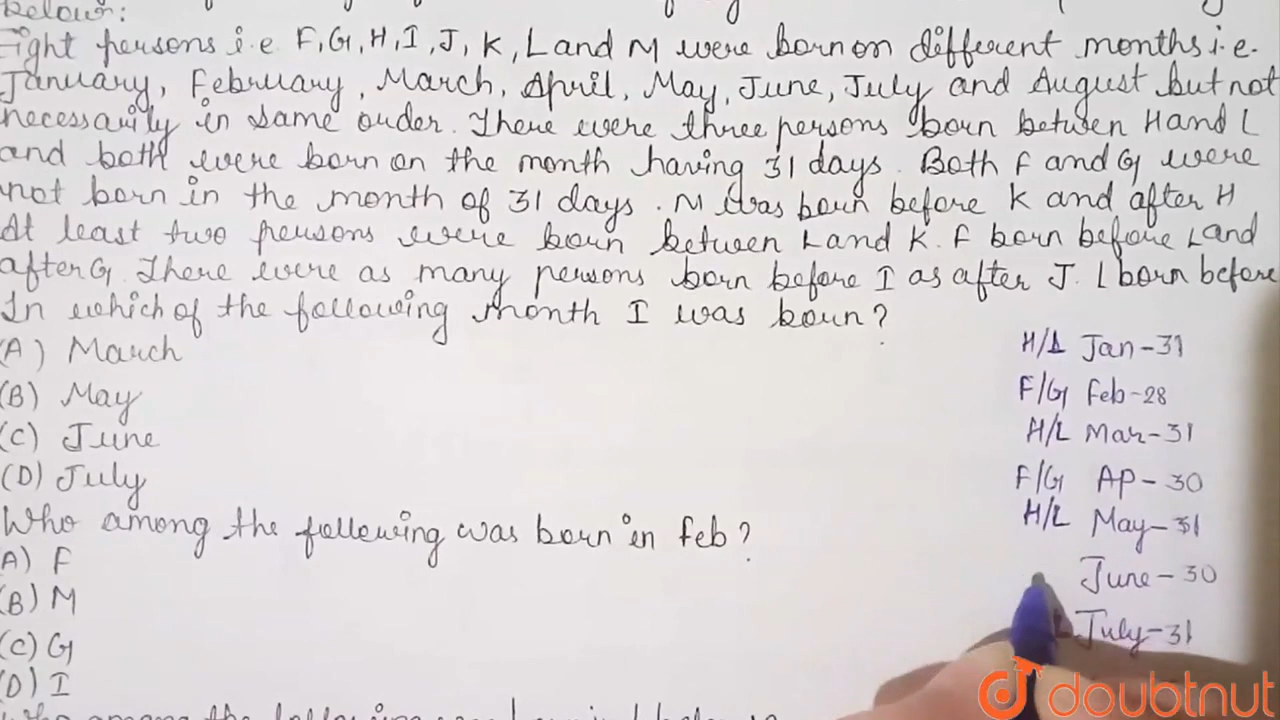 below:
Eight persons i.e F, G, H, I, J, K, L and M were born on different months i.e.
January, February, March, April, May, June, July and August but not
necessarily in same order. There were three persons born between H and L
and both were born on the month having 31 days. Both F and G were
not born in the month of 31 days. M was born before K and after H
At least two persons were born between L and K. F born before L and
after G. There were as many persons born before I as after J. L born before
In which of the following month I was born?
(A) March
(B) May
(C) June
(D) July
Who among the following was born in feb?
A) F
(B) M
(C) G
(D) I
H/L Jan-31
F/G Feb-28
H/L Mar-31
F/G Ap-30
H/L May-31
June-30
July-31
doubtnut